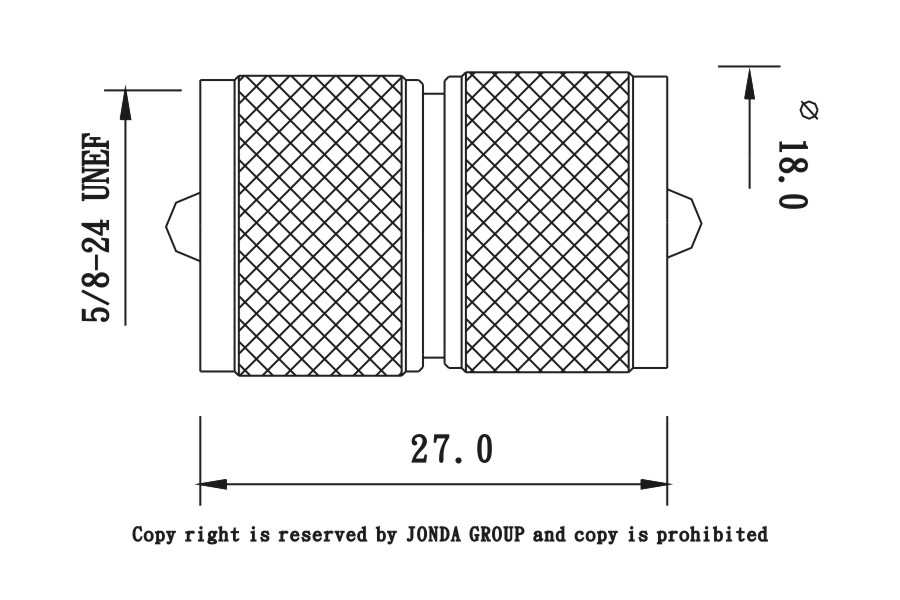 5/8-24 UNEF
⌀ 18.0
27.0
Copy right is reserved by JONDA GROUP and copy is prohibited